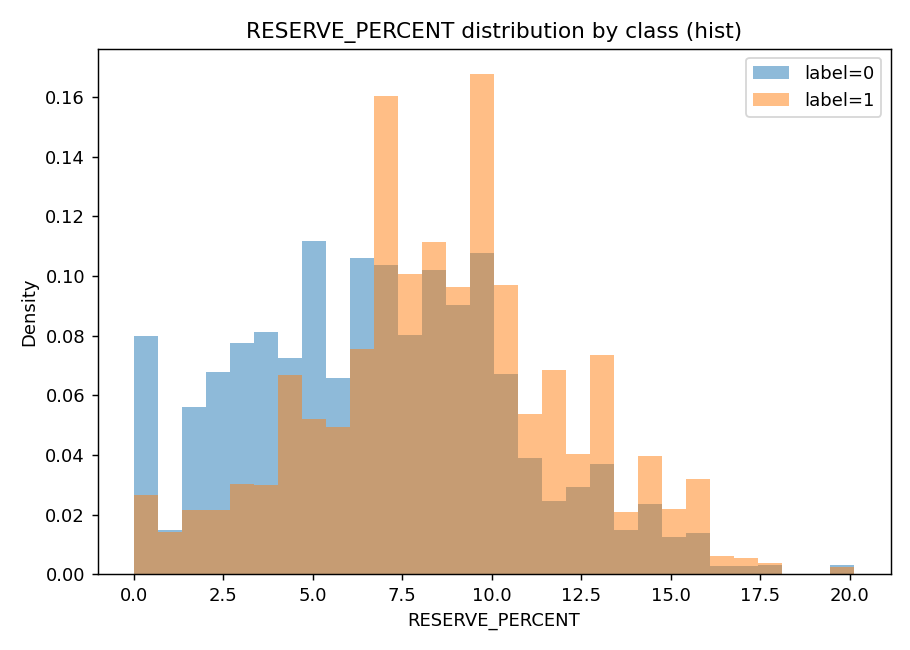 RESERVE_PERCENT distribution by class (hist)
label=0
label=1
Density
0.16
0.14
0.12
0.10
0.08
0.06
0.04
0.02
0.00
0.0 2.5 5.0 7.5 10.0 12.5 15.0 17.5 20.0
RESERVE_PERCENT